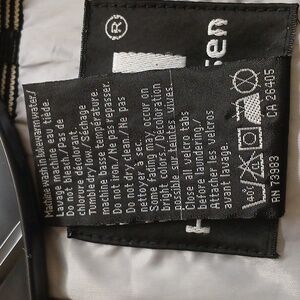 Machine wash in lukewarm water/
Lavage machine eau tiède.
Do not bleach/Pas de
chlorure décolorant.
Tumble dry low/Séchage
machine basse température.
Do not iron/Ne pas repasser.
Do not dry clean/Ne pas
nettoyer à sec.
Some fading may occur on
bright colors/Décoloration
possible sur teintes vives.
Close all velcro tabs
before laundering./
Attacher les velcros
avant lavage.
40°
RN 73983
CA 26405
®
sen
H